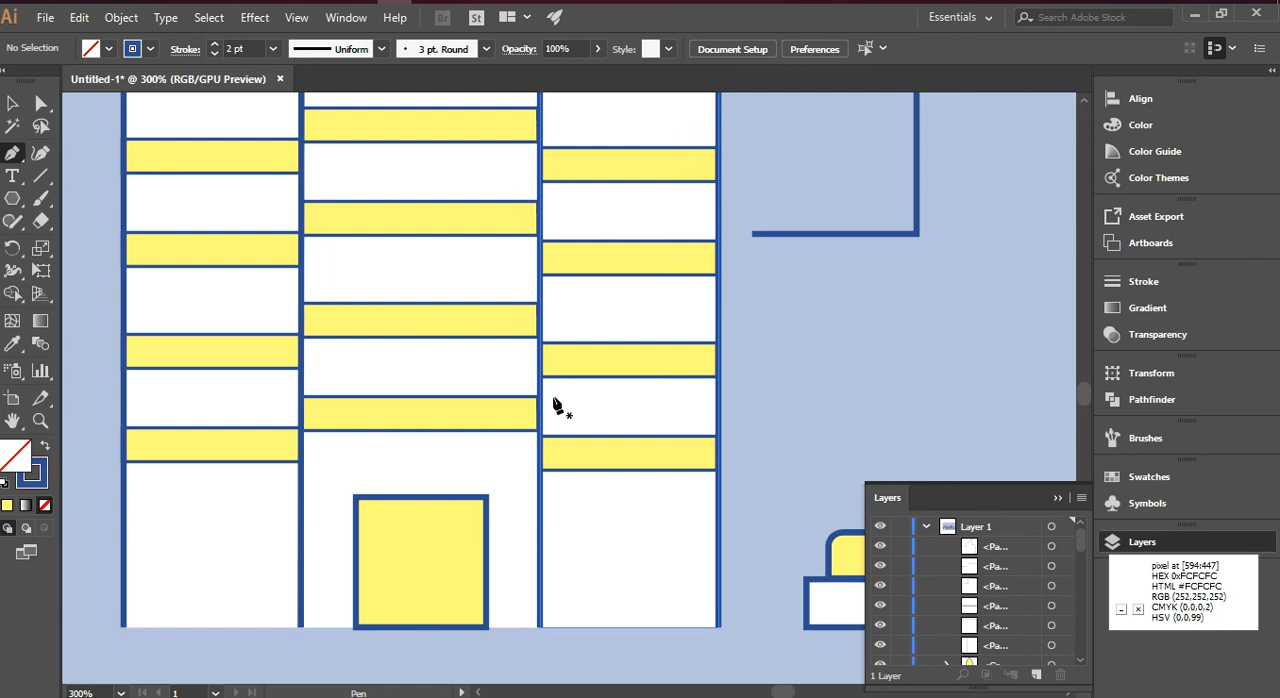 Ai File Edit Object Type Select Effect View Window Help Br St Essentials Search Adobe Stock
No Selection Stroke: 2 pt Uniform 3 pt. Round Opacity: 100% Style: Document Setup Preferences
Untitled-1* @ 300% (RGB/GPU Preview)
Align
Color
Color Guide
Color Themes
Asset Export
Artboards
Stroke
Gradient
Transparency
Transform
Pathfinder
Brushes
Swatches
Symbols
Layers
Layers
Layer 1
<Pa...
<Pa...
<Pa...
<Pa...
<Pa...
<Pa...
1 Layer
pixel at [594:447]
HEX 0xFCFCFC
HTML #FCFCFC
RGB (252,252,252)
CMYK (0,0,0,2)
HSV (0,0,99)
300% 1 Pen